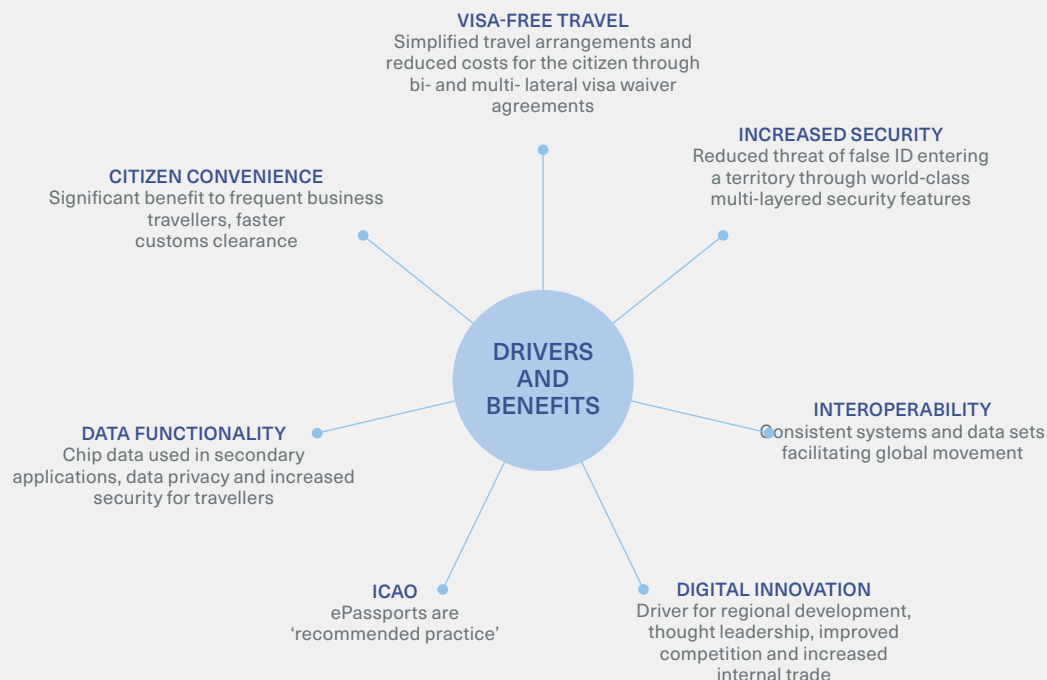 VISA-FREE TRAVEL
Simplified travel arrangements and
reduced costs for the citizen through
bi- and multi- lateral visa waiver
agreements
INCREASED SECURITY
Reduced threat of false ID entering
a territory through world-class
multi-layered security features
CITIZEN CONVENIENCE
Significant benefit to frequent business
travellers, faster
customs clearance
DRIVERS
AND
BENEFITS
INTEROPERABILITY
Consistent systems and data sets
facilitating global movement
DATA FUNCTIONALITY
Chip data used in secondary
applications, data privacy and increased
security for travellers
ICAO
ePassports are
‘recommended practice’
DIGITAL INNOVATION
Driver for regional development,
thought leadership, improved
competition and increased
internal trade